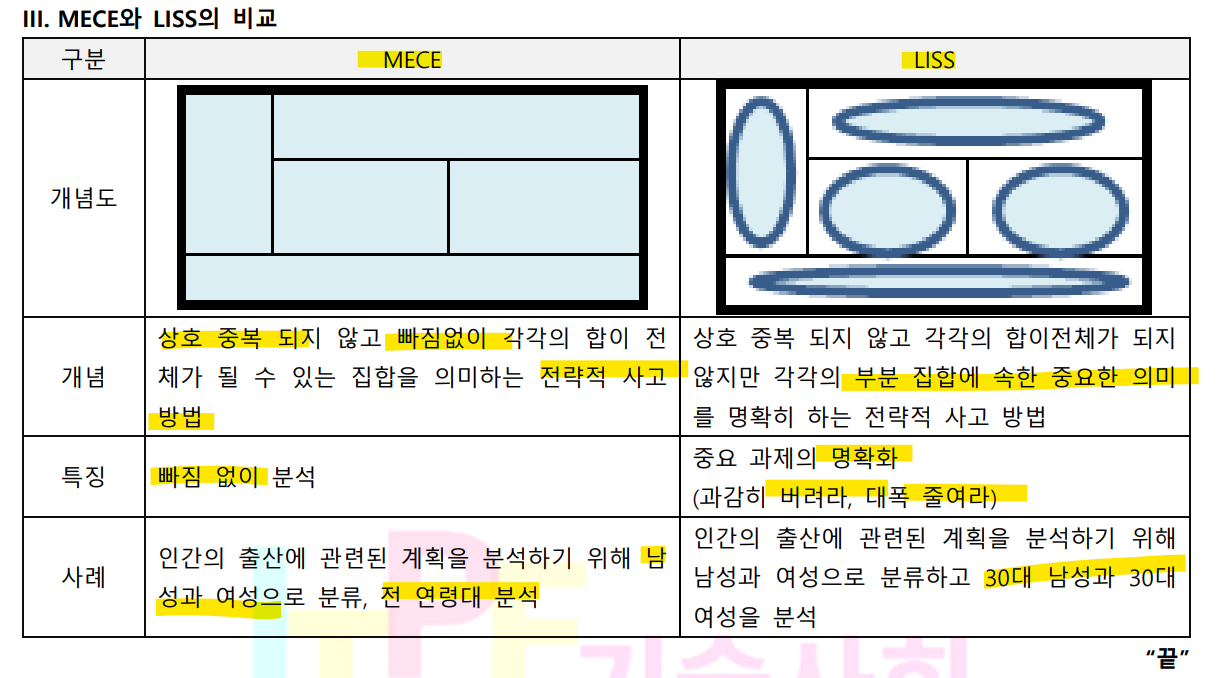 III. MECE와 LISS의 비교
구분
MECE
LISS
개념도
개념
상호 중복 되지 않고 빠짐없이 각각의 합이 전
체가 될 수 있는 집합을 의미하는 전략적 사고
방법
상호 중복 되지 않고 각각의 합이전체가 되지
않지만 각각의 부분 집합에 속한 중요한 의미
를 명확히 하는 전략적 사고 방법
특징
빠짐 없이 분석
중요 과제의 명확화
(과감히 버려라, 대폭 줄여라)
사례
인간의 출산에 관련된 계획을 분석하기 위해 남
성과 여성으로 분류, 전 연령대 분석
인간의 출산에 관련된 계획을 분석하기 위해
남성과 여성으로 분류하고 30대 남성과 30대
여성을 분석
“끝”